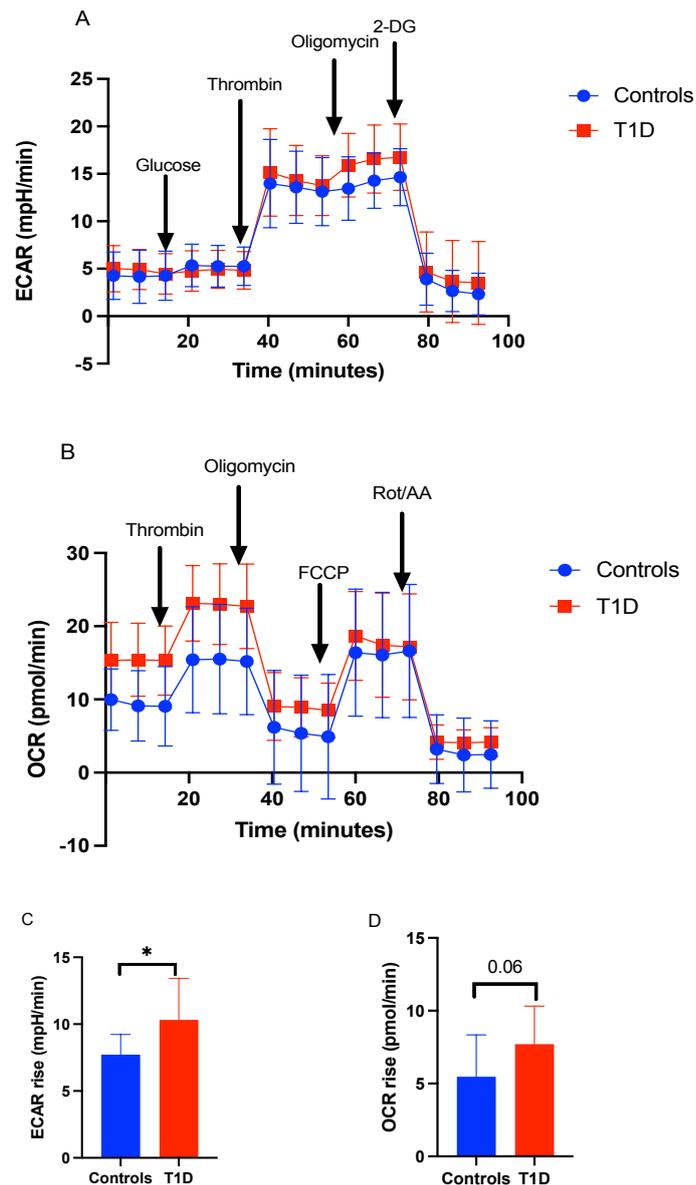 A
2-DG
Oligomycin
Thrombin
Glucose
Controls
T1D
25
20
15
10
5
0
-5
20
40
60
80
100
ECAR (mpH/min)
Time (minutes)
B
Oligomycin
Rot/AA
Thrombin
FCCP
Controls
T1D
30
20
10
0
-10
20
40
60
80
100
OCR (pmol/min)
Time (minutes)
C
15
10
5
0
*
ECAR rise (mpH/min)
Controls
T1D
D
15
10
5
0
0.06
OCR rise (pmol/min)
Controls
T1D